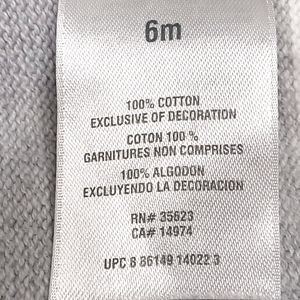 6m
100% COTTON
EXCLUSIVE OF DECORATION
COTON 100 %
GARNITURES NON COMPRISES
100% ALGODON
EXCLUYENDO LA DECORACION
RN# 35623
CA# 14974
UPC 8 86149 14022 3